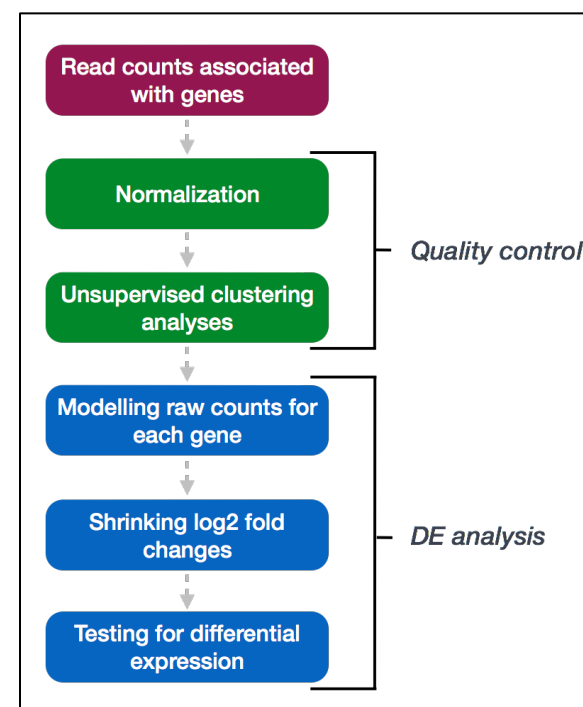 Read counts associated
with genes
Normalization
Quality control
Unsupervised clustering
analyses
Modelling raw counts for
each gene
Shrinking log2 fold
changes
DE analysis
Testing for differential
expression